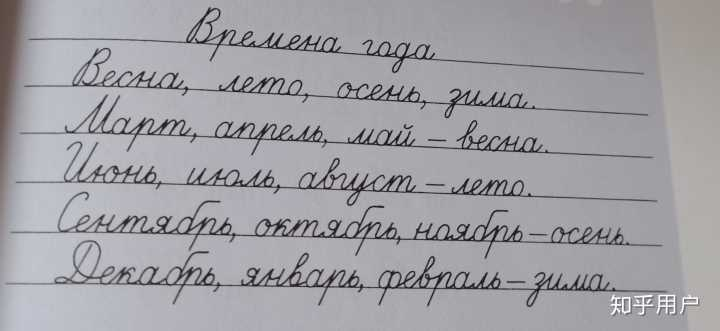 Времена года
Весна, лето, осень, зима.
Март, апрель, май – весна.
Июнь, июль, август – лето.
Сентябрь, октябрь, ноябрь – осень.
Декабрь, январь, февраль – зима.
知乎用户